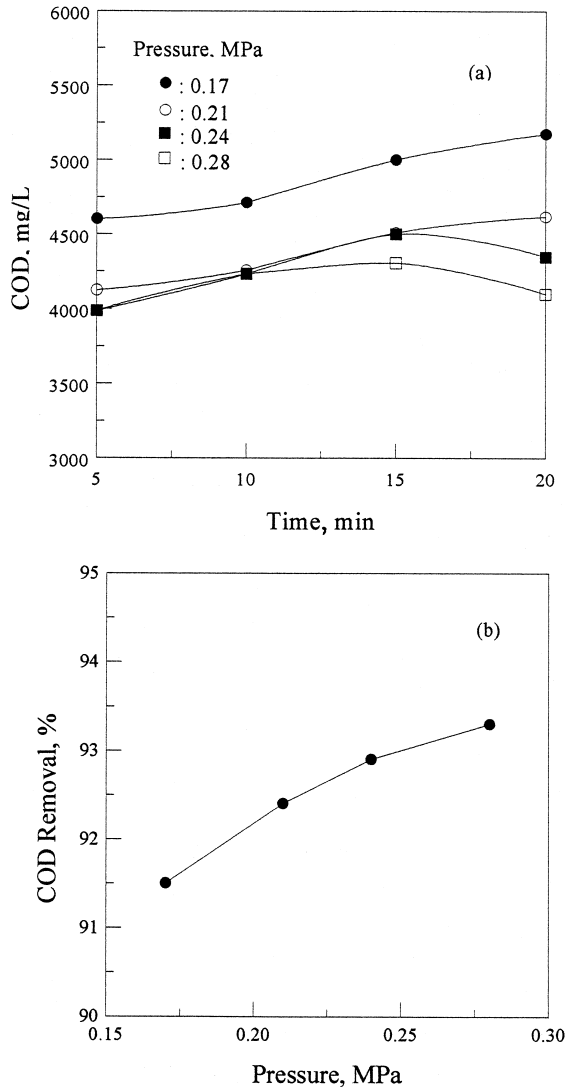 6000
5500
5000
4500
4000
3500
3000
COD, mg/L
Pressure, MPa
(a)
● : 0.17
○ : 0.21
■ : 0.24
□ : 0.28
5 10 15 20
Time, min
95
94
93
92
91
90
COD Removal, %
(b)
0.15 0.20 0.25 0.30
Pressure, MPa